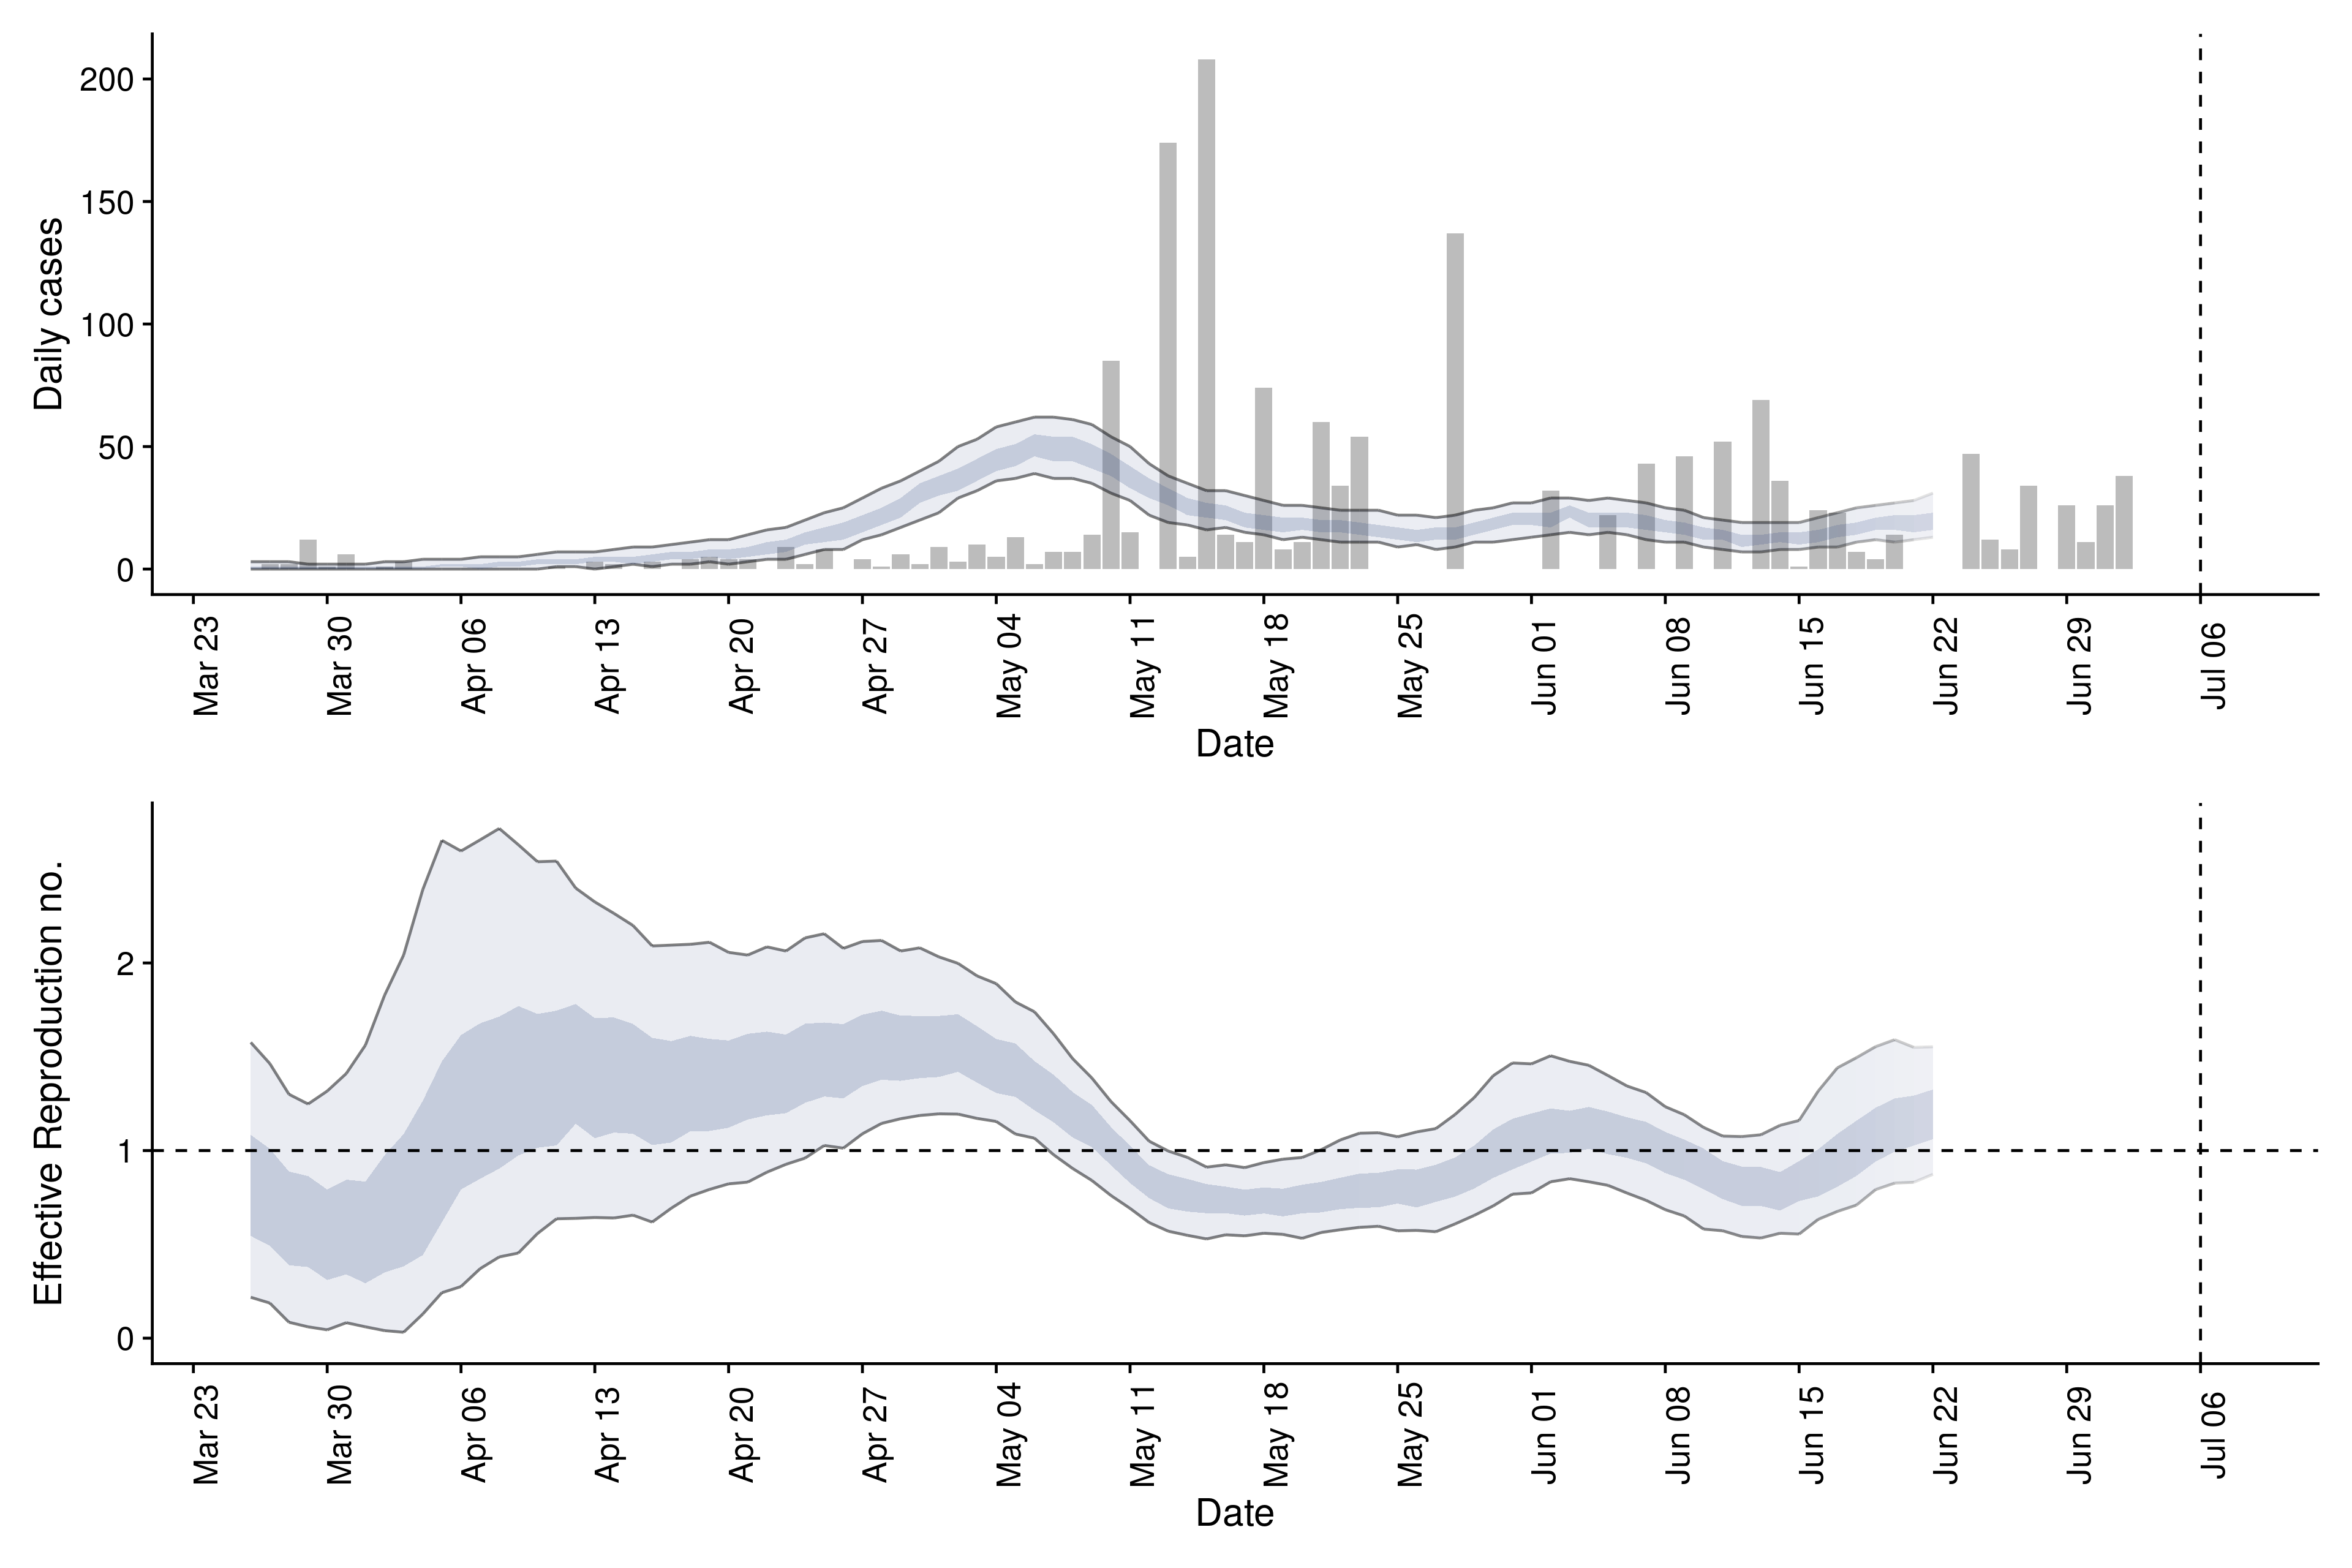 Daily cases
200
150
100
50
0
Mar 23
Mar 30
Apr 06
Apr 13
Apr 20
Apr 27
May 04
May 11
May 18
May 25
Jun 01
Jun 08
Jun 15
Jun 22
Jun 29
Jul 06
Date
Effective Reproduction no.
2
1
0
Mar 23
Mar 30
Apr 06
Apr 13
Apr 20
Apr 27
May 04
May 11
May 18
May 25
Jun 01
Jun 08
Jun 15
Jun 22
Jun 29
Jul 06
Date